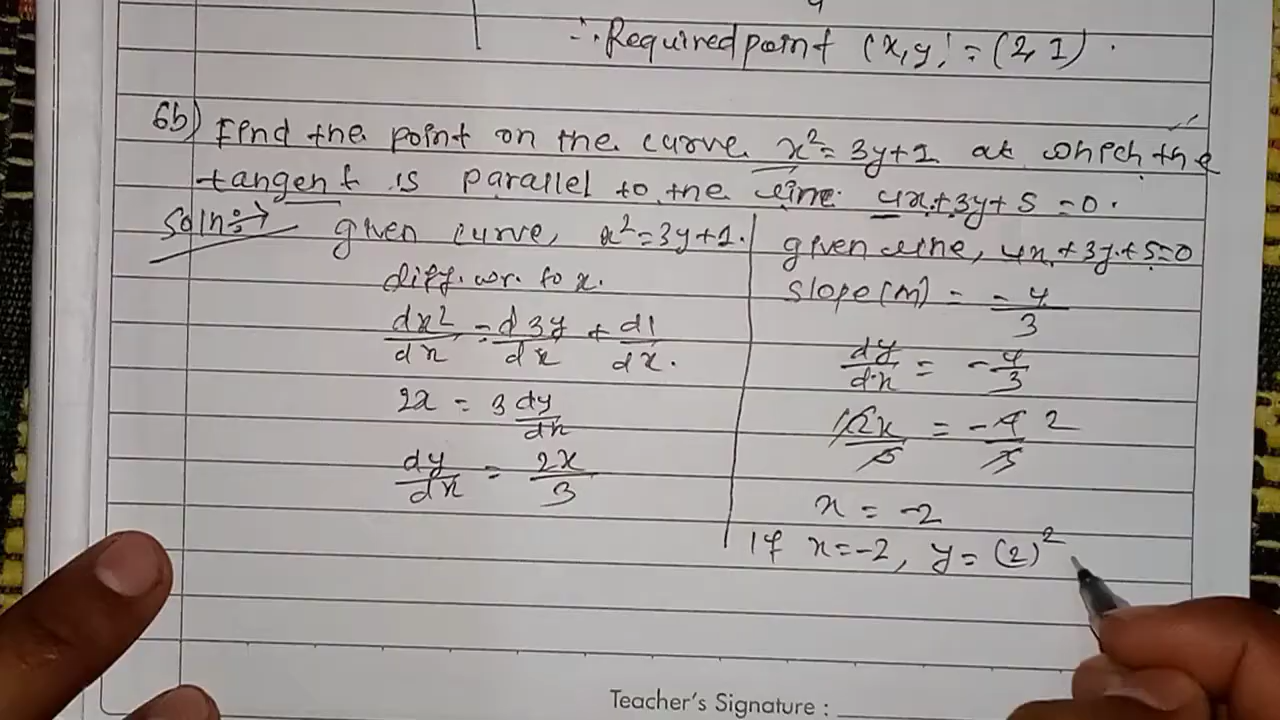 ∴ Required point (x,y) = (2,1).
6b) Find the point on the curve x² = 3y+1 at which the
tangent is parallel to the line 4x+3y+5=0.
Soln:→ given curve, x²=3y+1.
diff. wr. to x.
dx2/dx = d3y/dx + d1/dx.
2x = 3 dy/dx
dy/dx = 2x/3
given line, 4x+3y+5=0
slope(m) = -4/3
dy/dx = -4/3
2x/3 = -4/3 2
x = -2
If x=-2, y=(2)²
Teacher's Signature :